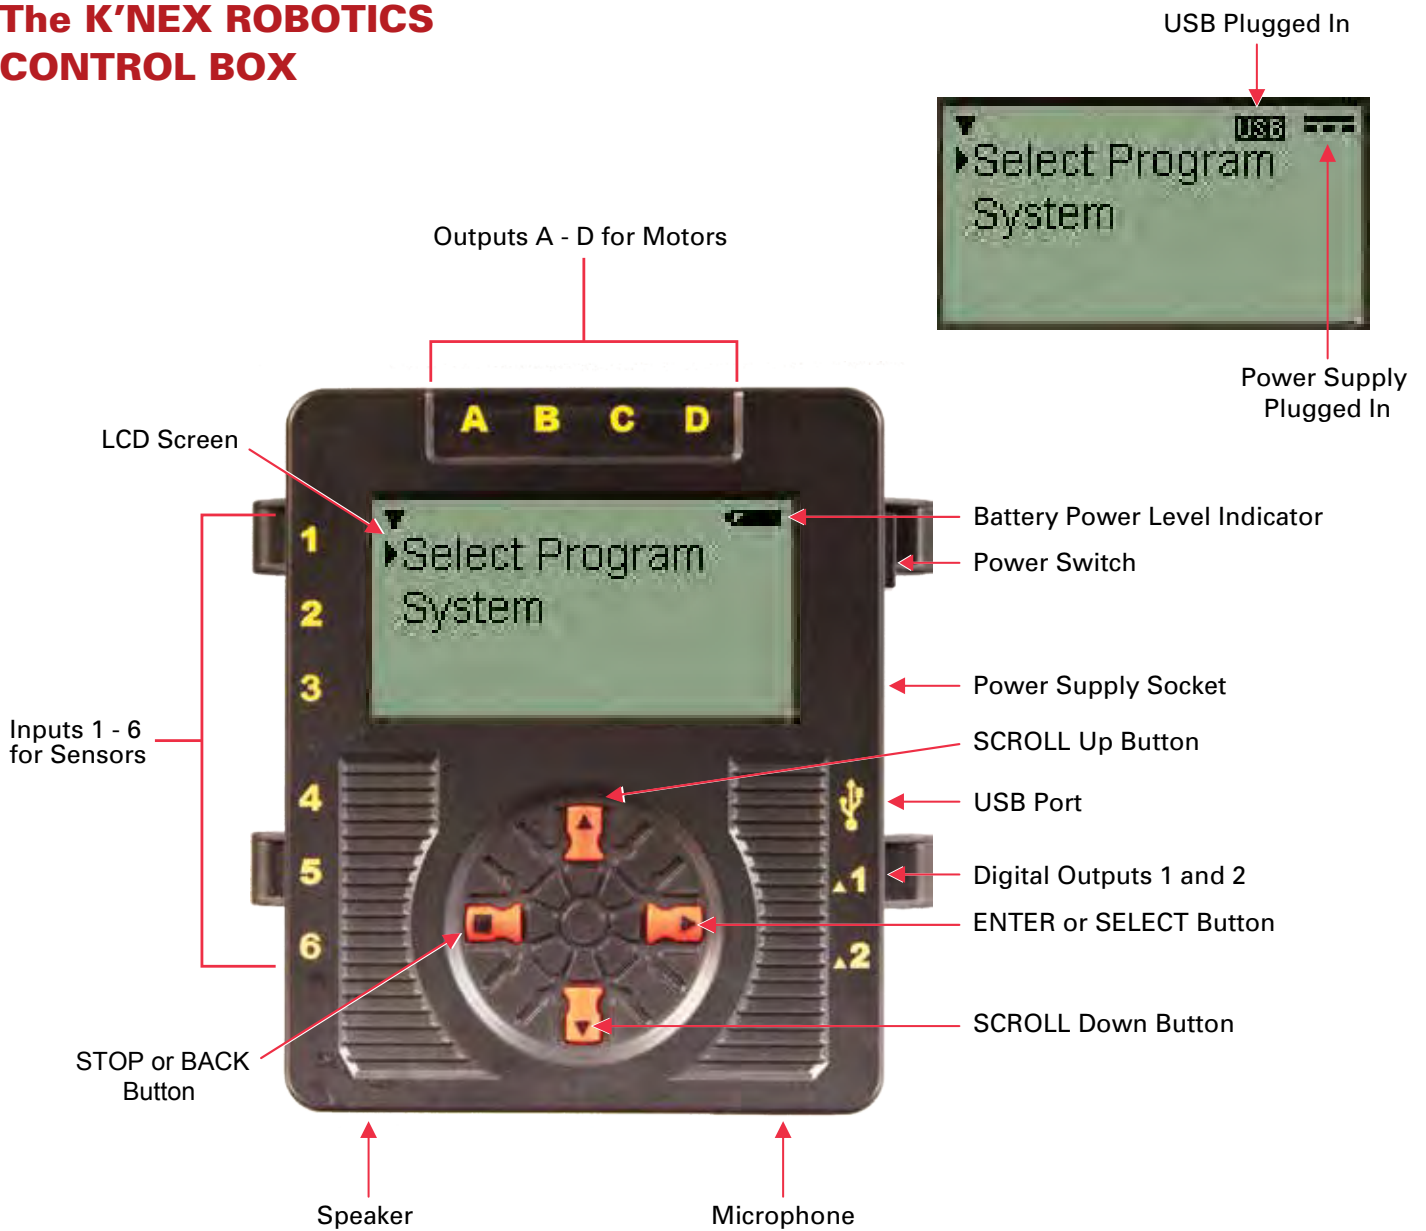 The K'NEX ROBOTICS
CONTROL BOX
USB Plugged In
USB
Select Program
System
Power Supply
Plugged In
Outputs A - D for Motors
A B C D
LCD Screen
Select Program
System
Battery Power Level Indicator
Power Switch
Power Supply Socket
SCROLL Up Button
USB Port
Digital Outputs 1 and 2
ENTER or SELECT Button
SCROLL Down Button
Inputs 1 - 6
for Sensors
1
2
3
4
5
6
▲1
▲2
STOP or BACK
Button
Speaker
Microphone